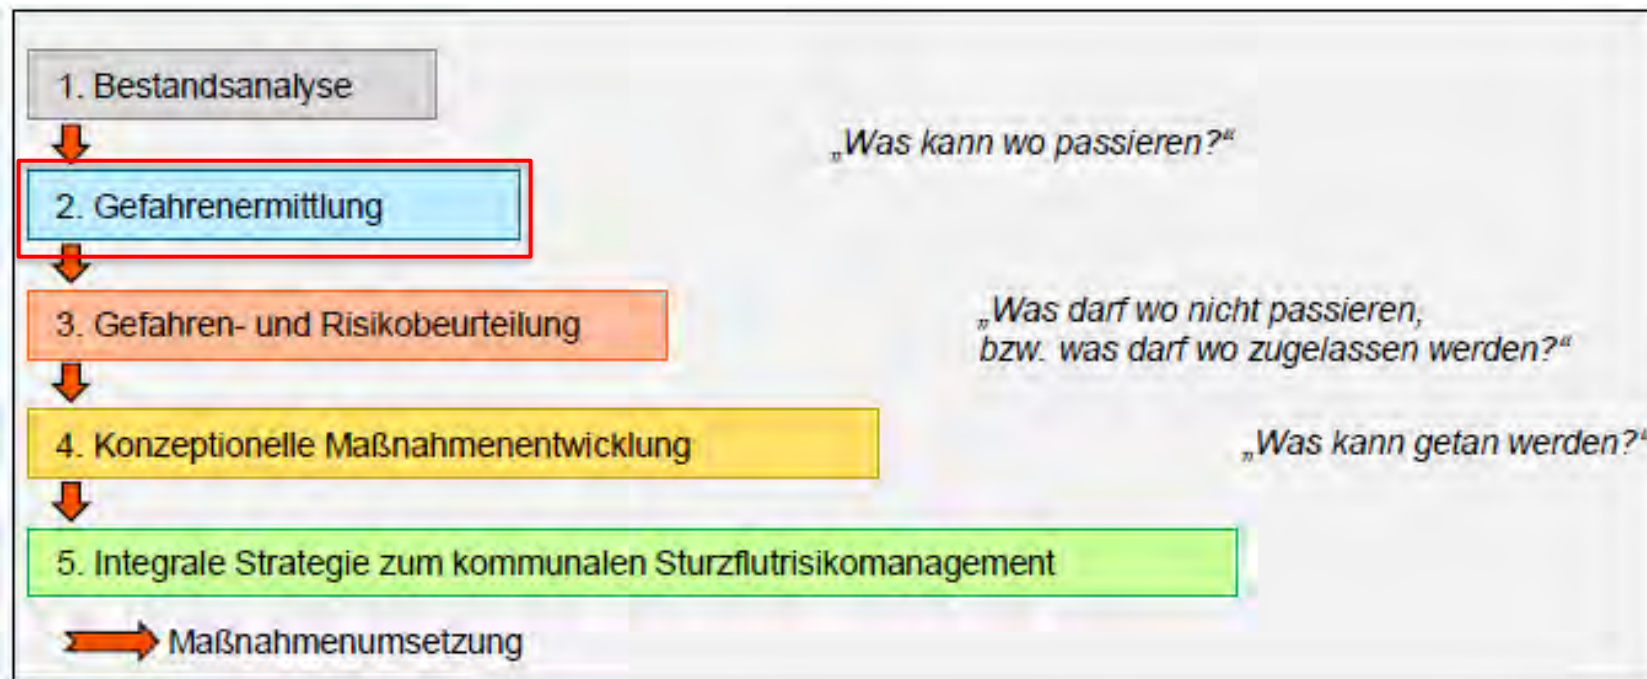 1. Bestandsanalyse
„Was kann wo passieren?“
2. Gefahrenermittlung
3. Gefahren- und Risikobeurteilung
„Was darf wo nicht passieren,
bzw. was darf wo zugelassen werden?“
4. Konzeptionelle Maßnahmenentwicklung
„Was kann getan werden?“
5. Integrale Strategie zum kommunalen Sturzflutrisikomanagement
Maßnahmenumsetzung